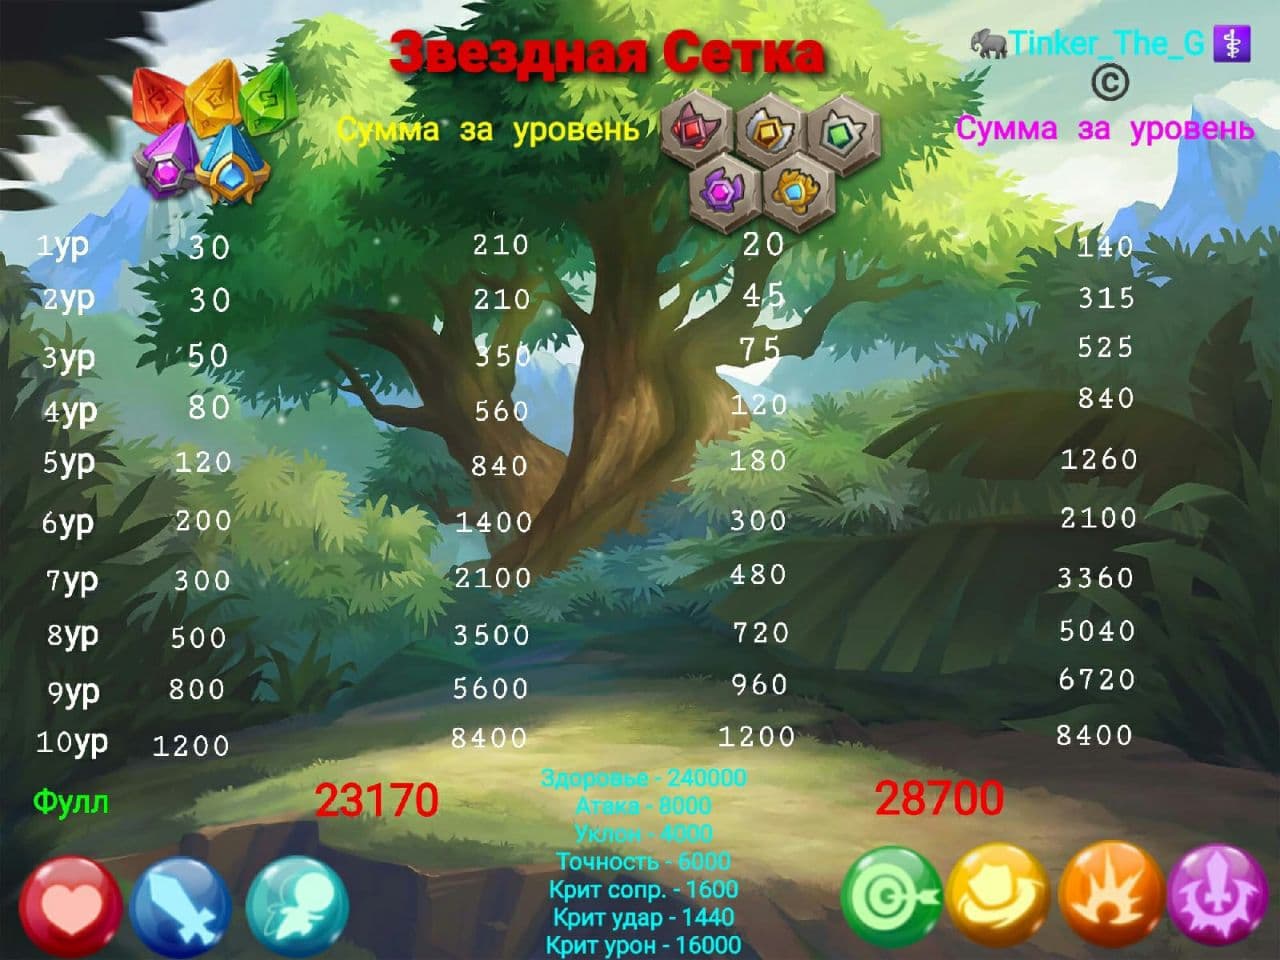 Звездная Сетка
Tinker_The_G
©
Сумма за уровень
Сумма за уровень
1ур 30 210 20 140
2ур 30 210 45 315
3ур 50 350 75 525
4ур 80 560 120 840
5ур 120 840 180 1260
6ур 200 1400 300 2100
7ур 300 2100 480 3360
8ур 500 3500 720 5040
9ур 800 5600 960 6720
10ур 1200 8400 1200 8400
Фулл 23170 28700
Здоровье - 240000
Атака - 8000
Уклон - 4000
Точность - 6000
Крит сопр. - 1600
Крит удар - 1440
Крит урон - 16000